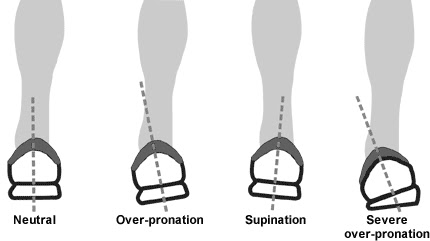 Neutral
Over-pronation
Supination
Severe
over-pronation